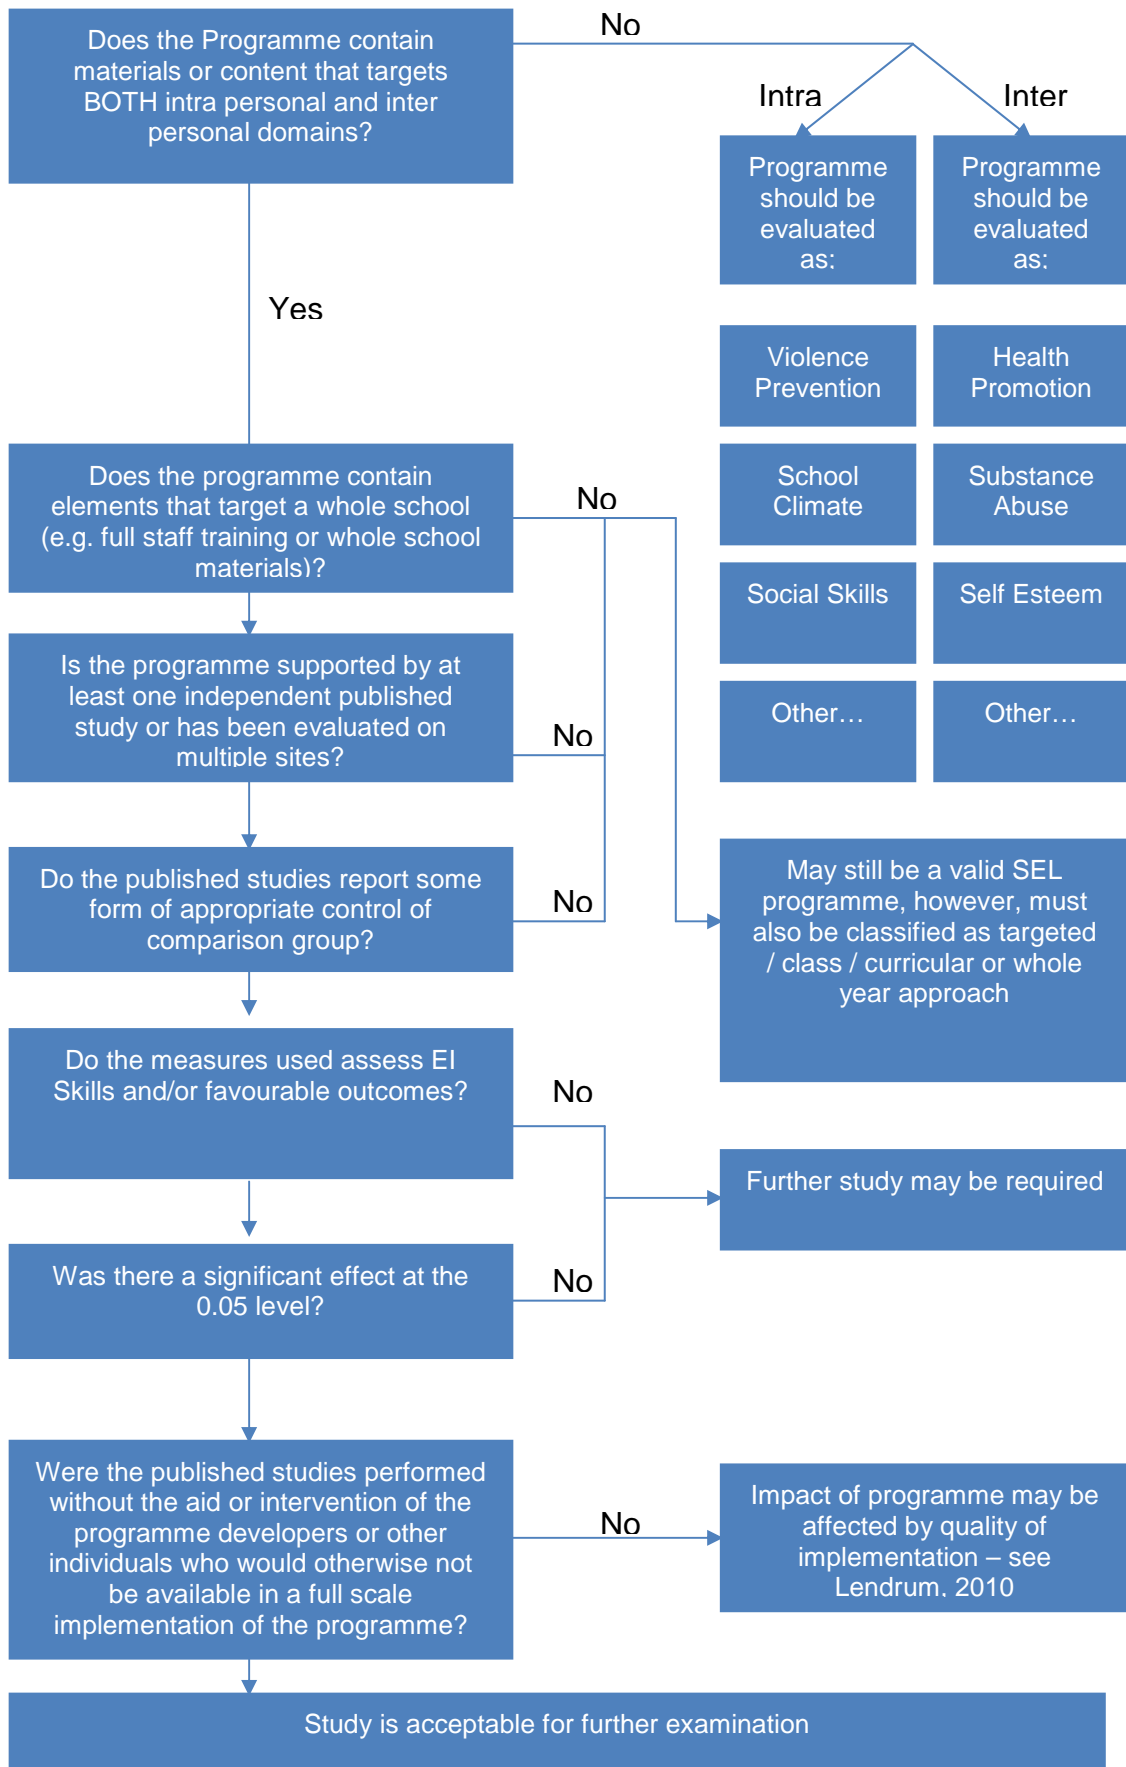 Does the Programme contain
materials or content that targets
BOTH intra personal and inter
personal domains?
No
Intra
Inter
Programme
should be
evaluated
as:
Programme
should be
evaluated
as:
Yes
Violence
Prevention
Health
Promotion
Does the programme contain
elements that target a whole school
(e.g. full staff training or whole school
materials)?
No
School
Climate
Substance
Abuse
Social Skills
Self Esteem
Is the programme supported by at
least one independent published
study or has been evaluated on
multiple sites?
No
Other…
Other…
Do the published studies report some
form of appropriate control of
comparison group?
No
May still be a valid SEL
programme, however, must
also be classified as targeted
/ class / curricular or whole
year approach
Do the measures used assess EI
Skills and/or favourable outcomes?
No
Further study may be required
Was there a significant effect at the
0.05 level?
No
Were the published studies performed
without the aid or intervention of the
programme developers or other
individuals who would otherwise not
be available in a full scale
implementation of the programme?
No
Impact of programme may be
affected by quality of
implementation – see
Lendrum, 2010
Study is acceptable for further examination